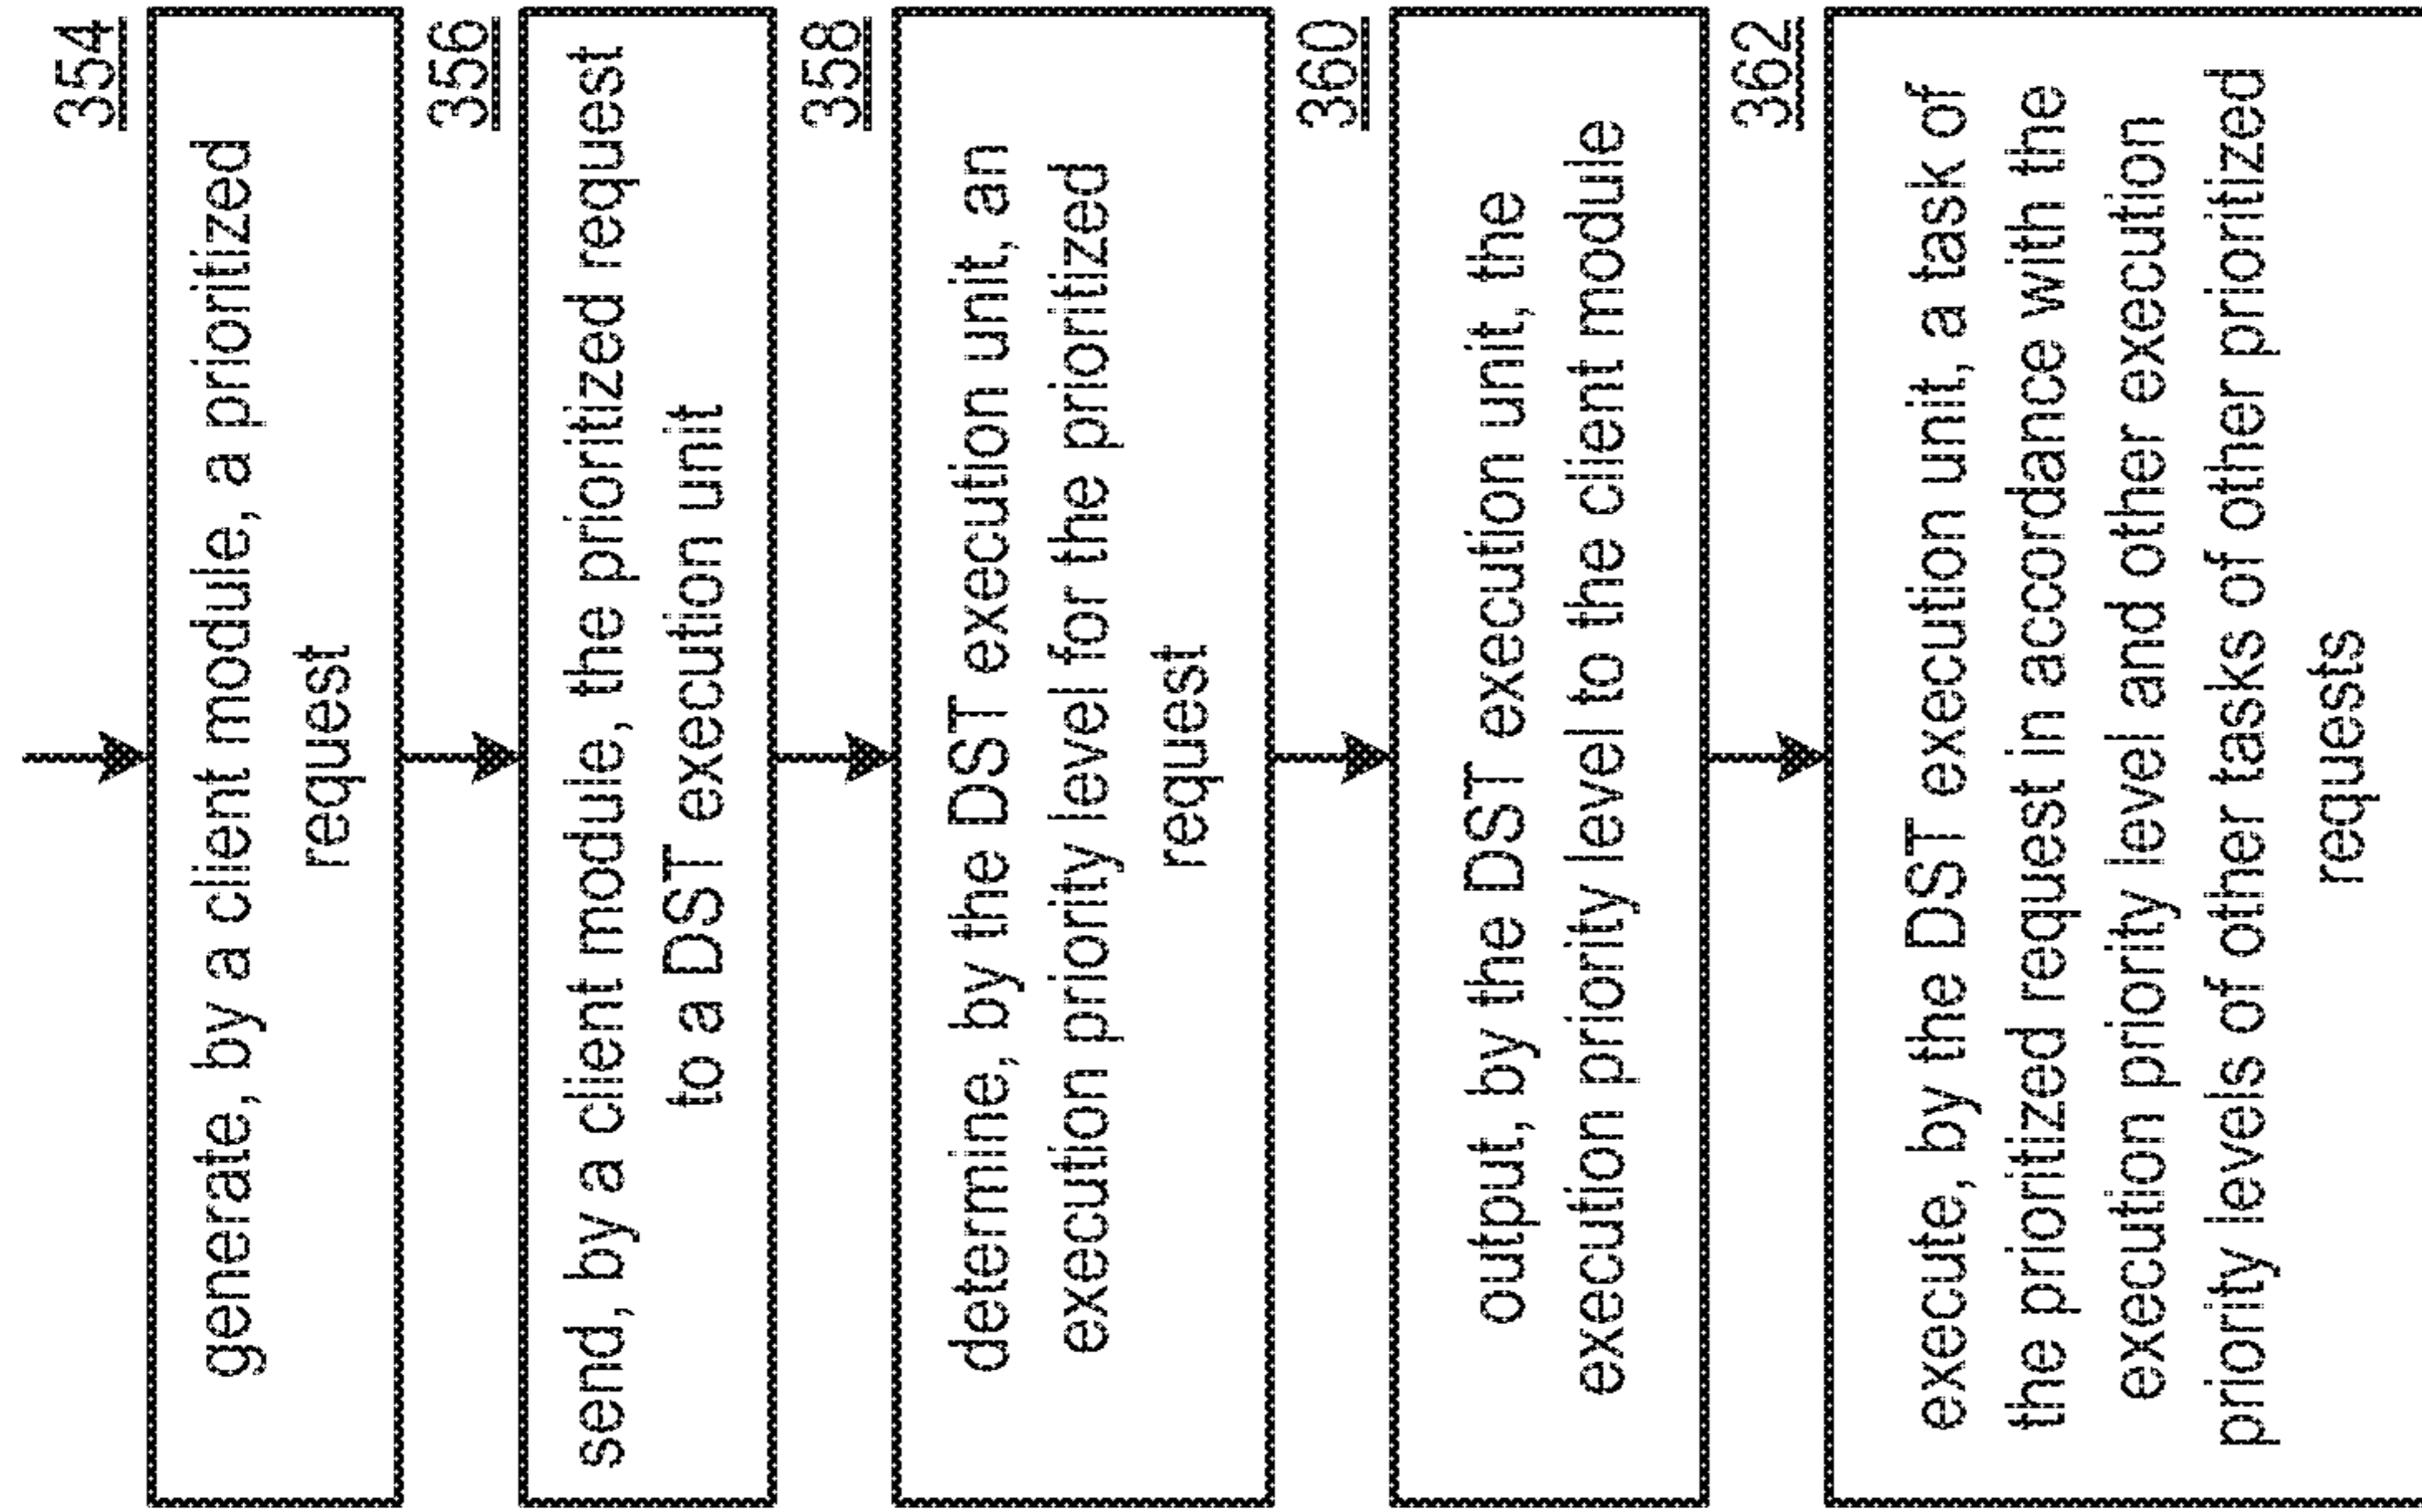 354
generate, by a client module, a prioritized
request
356
send, by a client module, the prioritized request
to a DST execution unit
358
determine, by the DST execution unit, an
execution priority level for the prioritized
request
360
output, by the DST execution unit, the
execution priority level to the client module
362
execute, by the DST execution unit, a task of
the prioritized request in accordance with the
execution priority level and other execution
priority levels of other tasks of other prioritized
requests